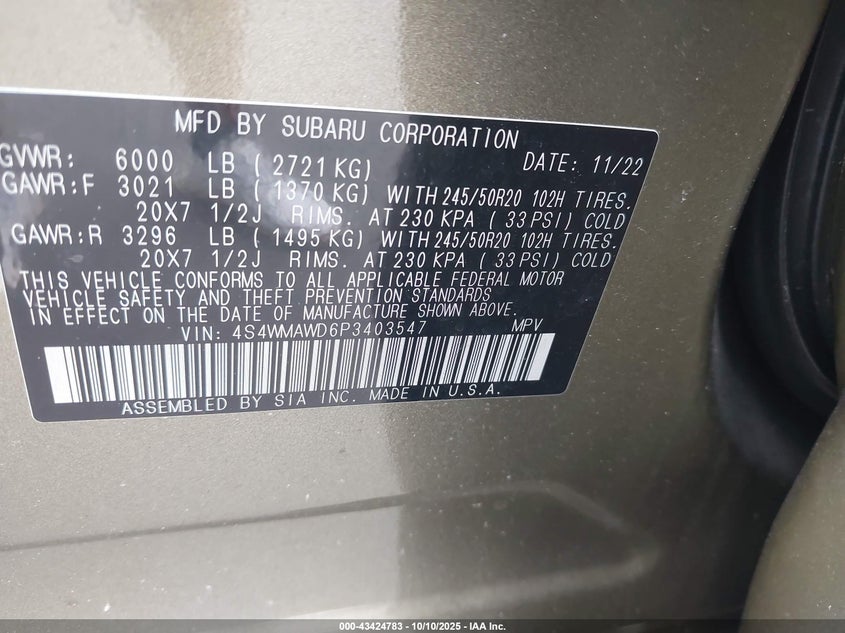 MFD BY SUBARU CORPORATION
GVWR: 6000 LB ( 2721 KG) DATE: 11/22
GAWR:F 3021 LB ( 1370 KG) WITH 245/50R20 102H TIRES.
20X7 1/2J RIMS. AT 230 KPA ( 33 PSI) COLD
GAWR:R 3296 LB ( 1495 KG) WITH 245/50R20 102H TIRES.
20X7 1/2J RIMS. AT 230 KPA ( 33 PSI) COLD
THIS VEHICLE CONFORMS TO ALL APPLICABLE FEDERAL MOTOR
VEHICLE SAFETY AND THEFT PREVENTION STANDARDS
IN EFFECT ON THE DATE OF MANUFACTURE SHOWN ABOVE.
VIN: 4S4WMAWD6P3403547 MPV
ASSEMBLED BY SIA INC. MADE IN U.S.A.
000-43424783 - 10/10/2025 - IAA Inc.